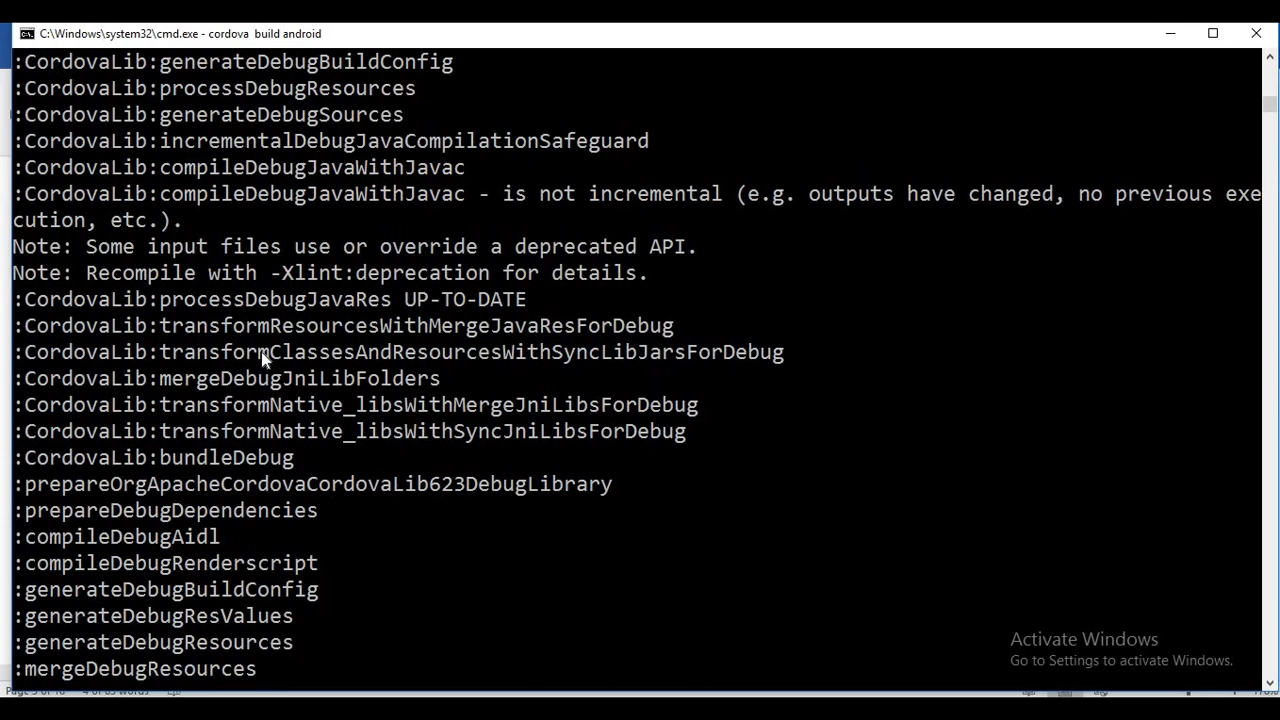 C:\Windows\system32\cmd.exe - cordova  build android
:CordovaLib:generateDebugBuildConfig
:CordovaLib:processDebugResources
:CordovaLib:generateDebugSources
:CordovaLib:incrementalDebugJavaCompilationSafeguard
:CordovaLib:compileDebugJavaWithJavac
:CordovaLib:compileDebugJavaWithJavac - is not incremental (e.g. outputs have changed, no previous exe
cution, etc.).
Note: Some input files use or override a deprecated API.
Note: Recompile with -Xlint:deprecation for details.
:CordovaLib:processDebugJavaRes UP-TO-DATE
:CordovaLib:transformResourcesWithMergeJavaResForDebug
:CordovaLib:transformClassesAndResourcesWithSyncLibJarsForDebug
:CordovaLib:mergeDebugJniLibFolders
:CordovaLib:transformNative_libsWithMergeJniLibsForDebug
:CordovaLib:transformNative_libsWithSyncJniLibsForDebug
:CordovaLib:bundleDebug
:prepareOrgApacheCordovaCordovaLib623DebugLibrary
:prepareDebugDependencies
:compileDebugAidl
:compileDebugRenderscript
:generateDebugBuildConfig
:generateDebugResValues
:generateDebugResources
:mergeDebugResources
Activate Windows
Go to Settings to activate Windows.